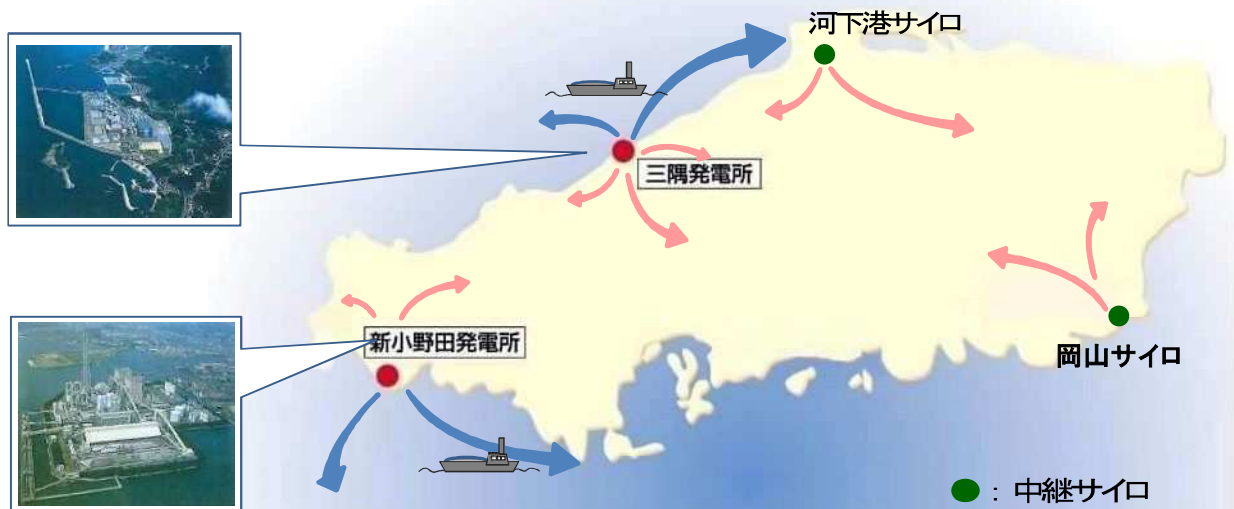 河下港サイロ
三隅発電所
新小野田発電所
岡山サイロ
●：中継サイロ